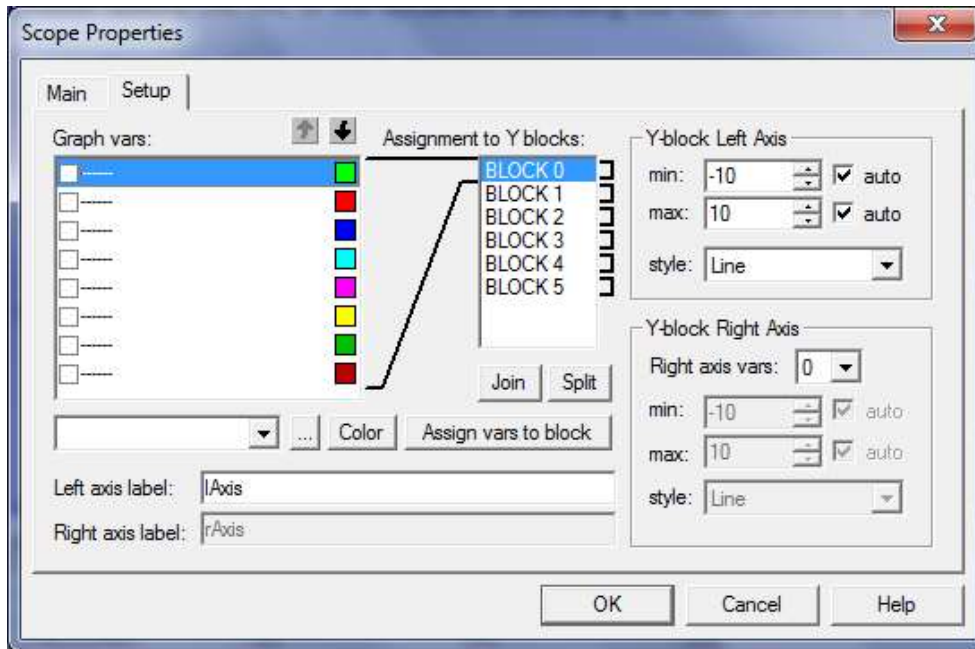 Scope Properties
Main Setup
Graph vars:
------
------
------
------
------
------
------
------
... Color Assign vars to block
Assignment to Y blocks:
BLOCK 0
BLOCK 1
BLOCK 2
BLOCK 3
BLOCK 4
BLOCK 5
Join Split
Left axis label: lAxis
Right axis label: rAxis
Y-block Left Axis
min: -10 auto
max: 10 auto
style: Line
Y-block Right Axis
Right axis vars: 0
min: -10 auto
max: 10 auto
style: Line
OK Cancel Help